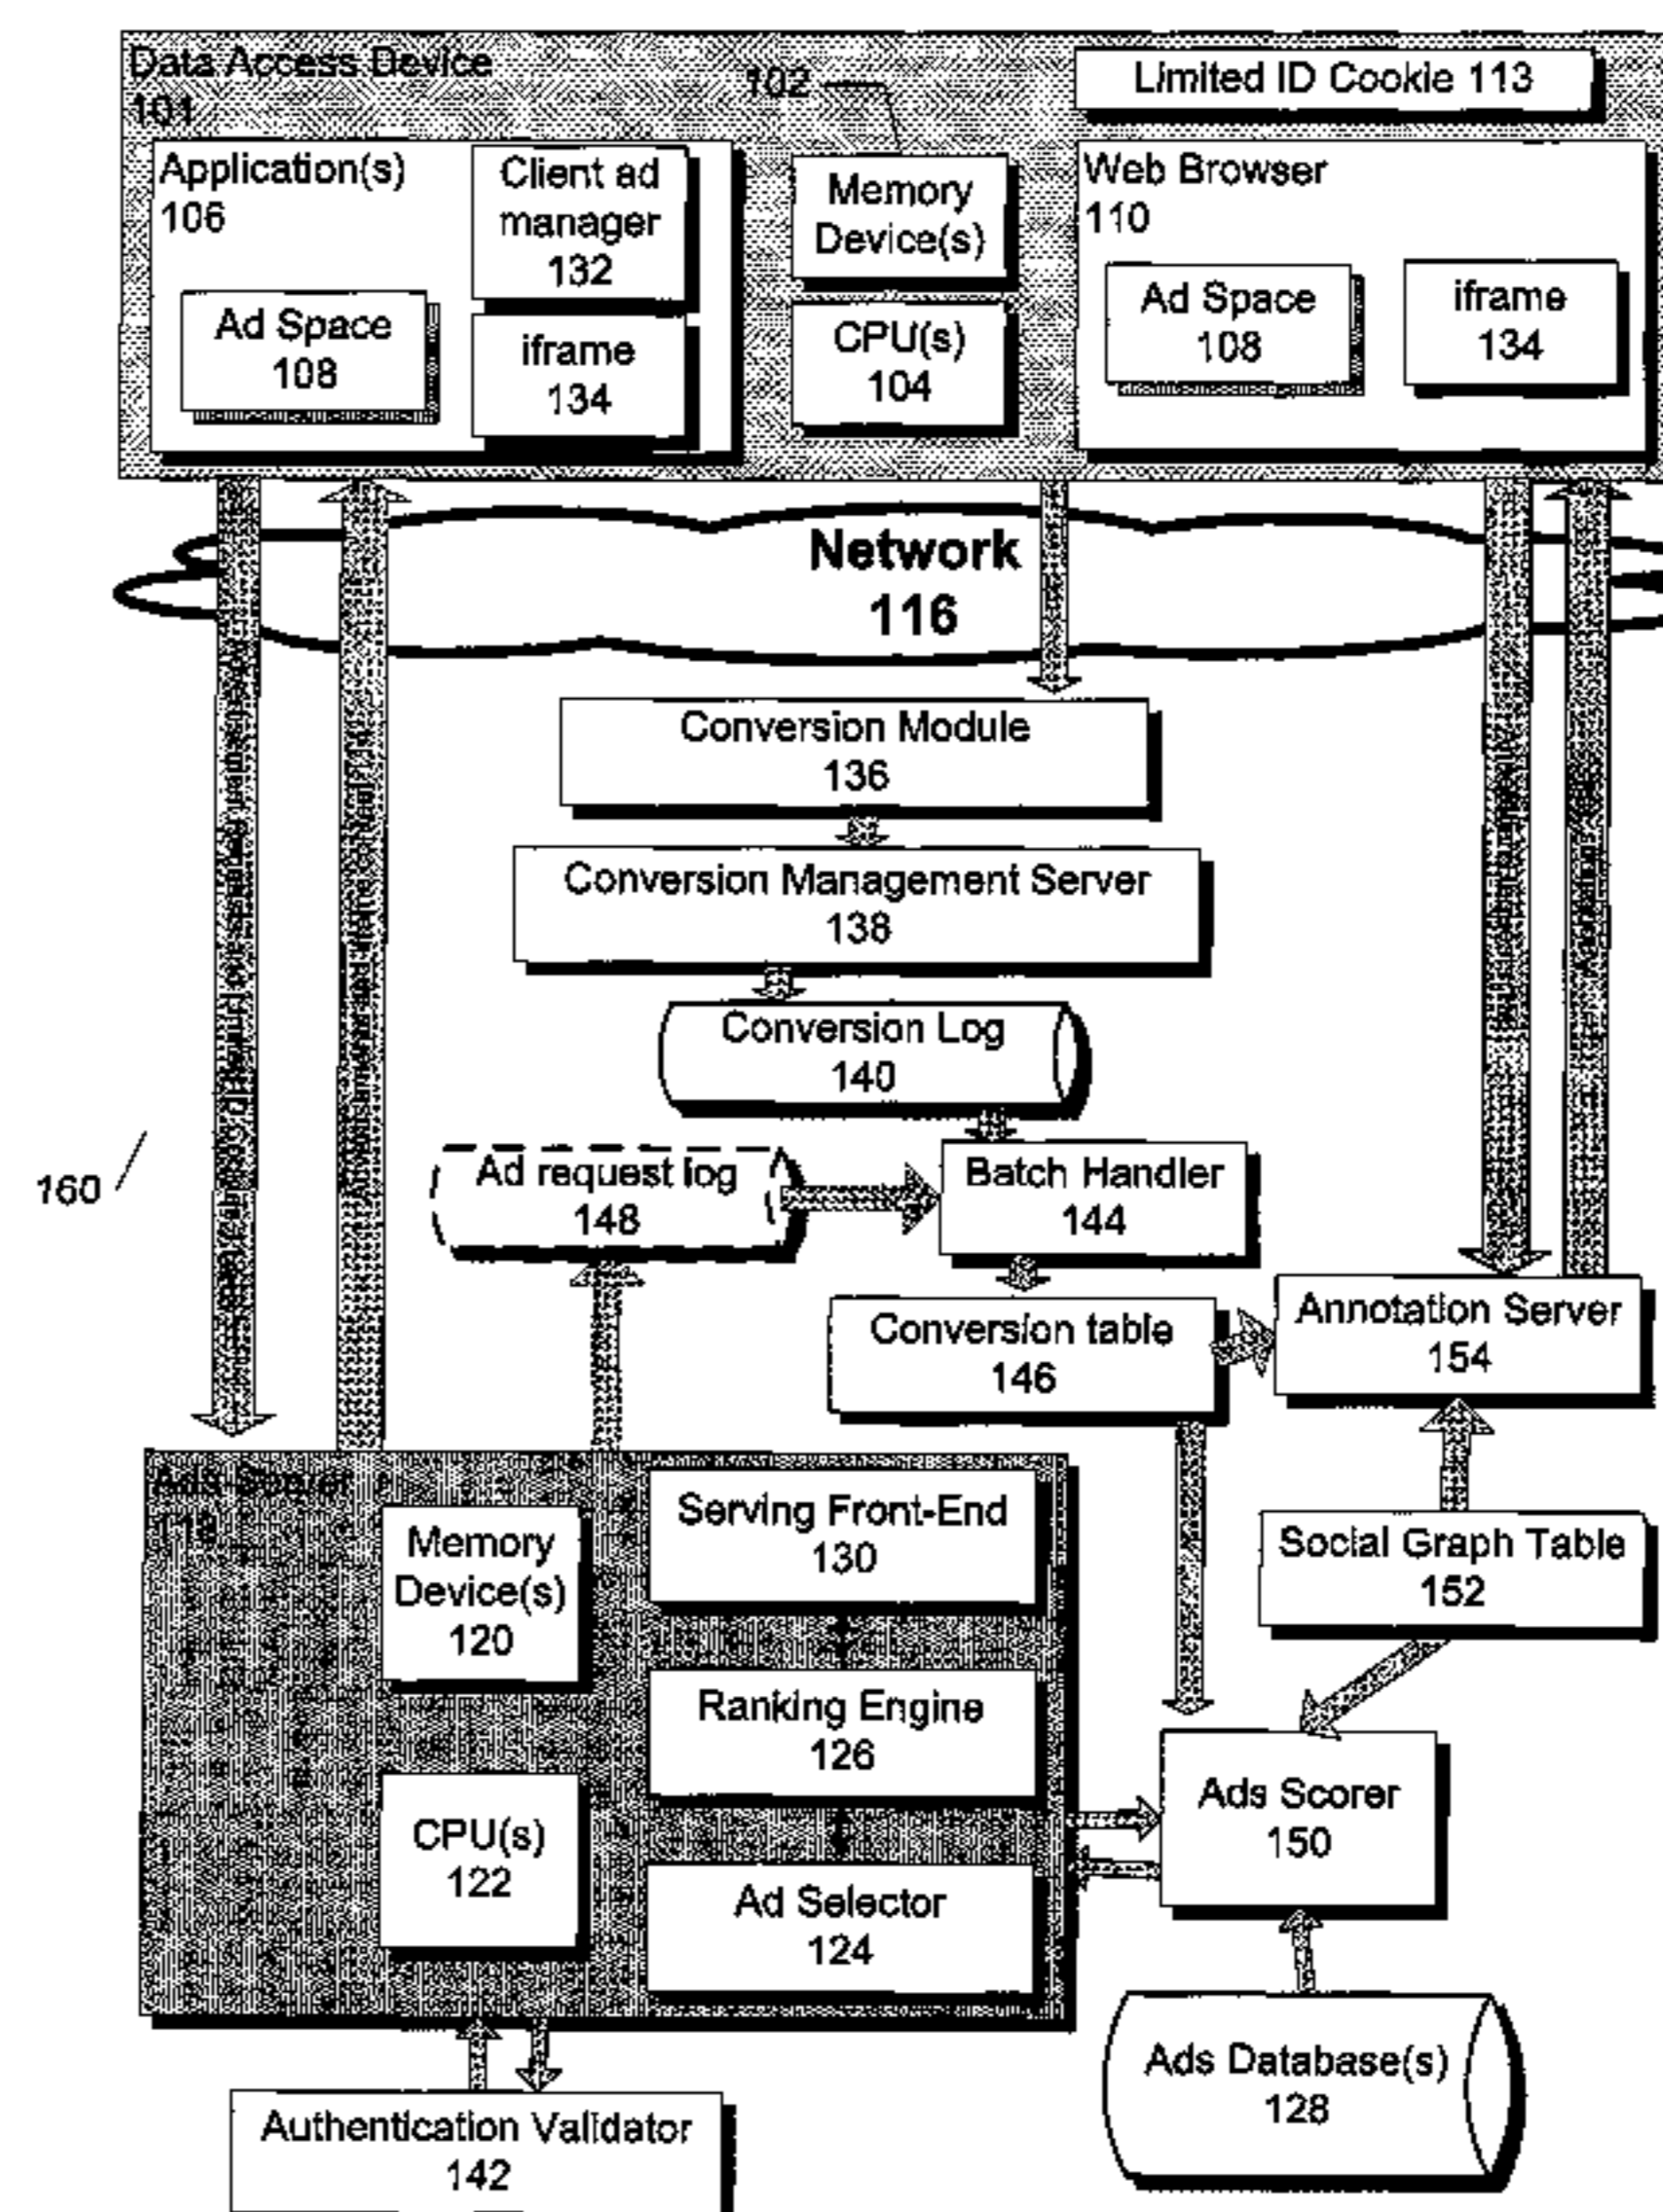 Data Access Device
101
102
Limited ID Cookie 113
Application(s)
106
Client ad
manager
132
Ad Space
108
iframe
134
Memory
Device(s)
CPU(s)
104
Web Browser
110
Ad Space
108
iframe
134
Network
116
Conversion Module
136
Conversion Management Server
138
Conversion Log
140
160
Ad request log
148
Batch Handler
144
Conversion table
146
Annotation Server
154
Ads Server
Memory
Device(s)
120
Serving Front-End
130
Social Graph Table
152
Ranking Engine
126
CPU(s)
122
Ads Scorer
150
Ad Selector
124
Ads Database(s)
128
Authentication Validator
142